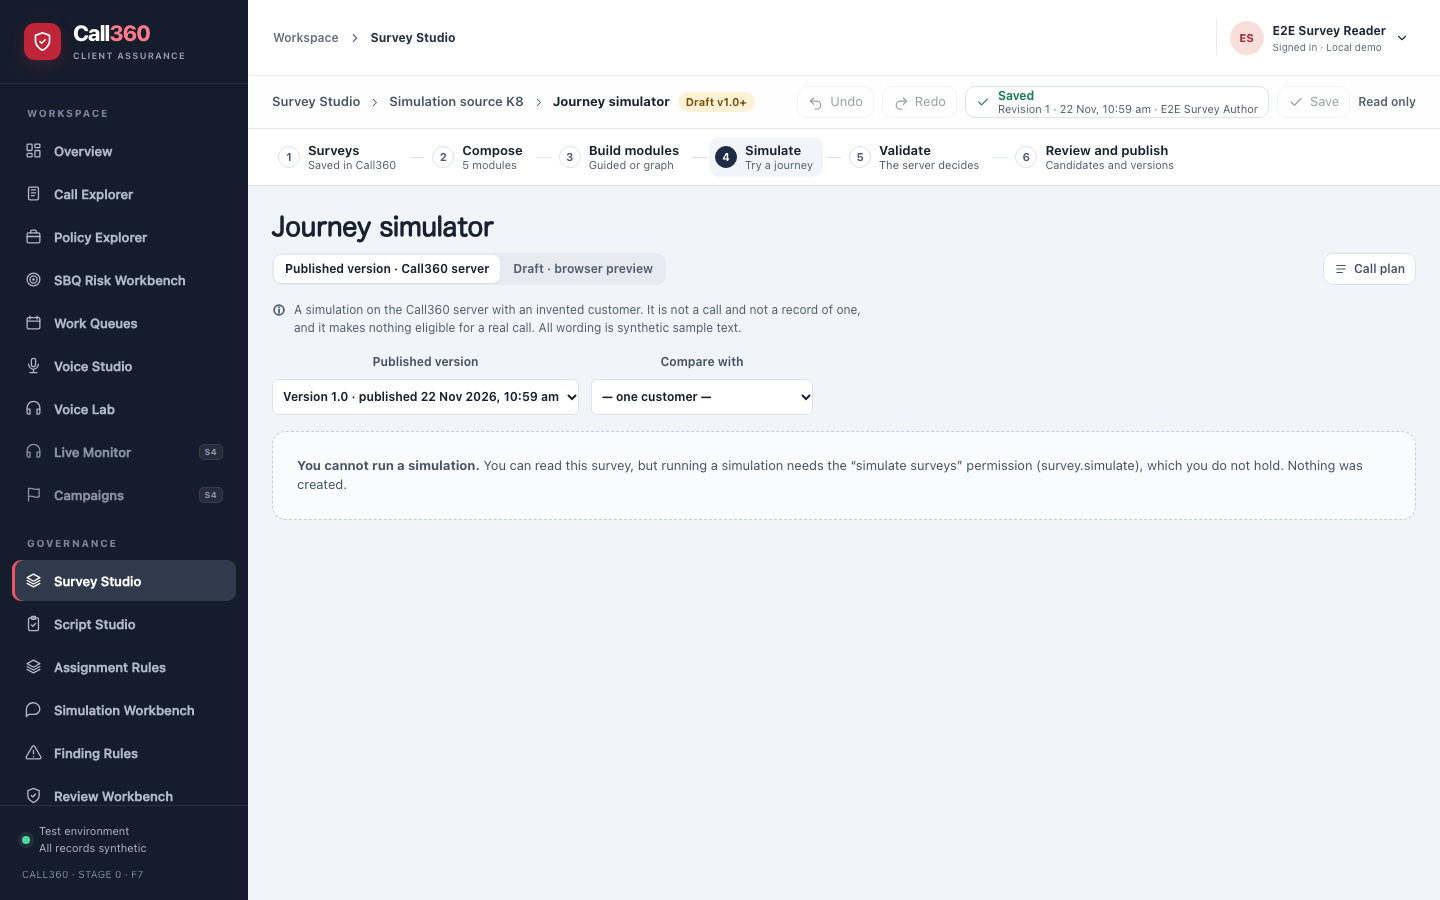 Call360
CLIENT ASSURANCE
WORKSPACE
Overview
Call Explorer
Policy Explorer
SBQ Risk Workbench
Work Queues
Voice Studio
Voice Lab
Live Monitor S4
Campaigns S4
GOVERNANCE
Survey Studio
Script Studio
Assignment Rules
Simulation Workbench
Finding Rules
Review Workbench
Test environment
All records synthetic
CALL360 · STAGE 0 · F7
Workspace > Survey Studio
ES
E2E Survey Reader
Signed in · Local demo
Survey Studio > Simulation source K8 > Journey simulator Draft v1.0+
Undo
Redo
Saved
Revision 1 · 22 Nov, 10:59 am · E2E Survey Author
Save
Read only
1 Surveys
Saved in Call360
2 Compose
5 modules
3 Build modules
Guided or graph
4 Simulate
Try a journey
5 Validate
The server decides
6 Review and publish
Candidates and versions
Journey simulator
Published version · Call360 server
Draft · browser preview
Call plan
A simulation on the Call360 server with an invented customer. It is not a call and not a record of one,
and it makes nothing eligible for a real call. All wording is synthetic sample text.
Published version
Version 1.0 · published 22 Nov 2026, 10:59 am
Compare with
— one customer —
You cannot run a simulation. You can read this survey, but running a simulation needs the “simulate surveys” permission (survey.simulate), which you do not hold. Nothing was
created.